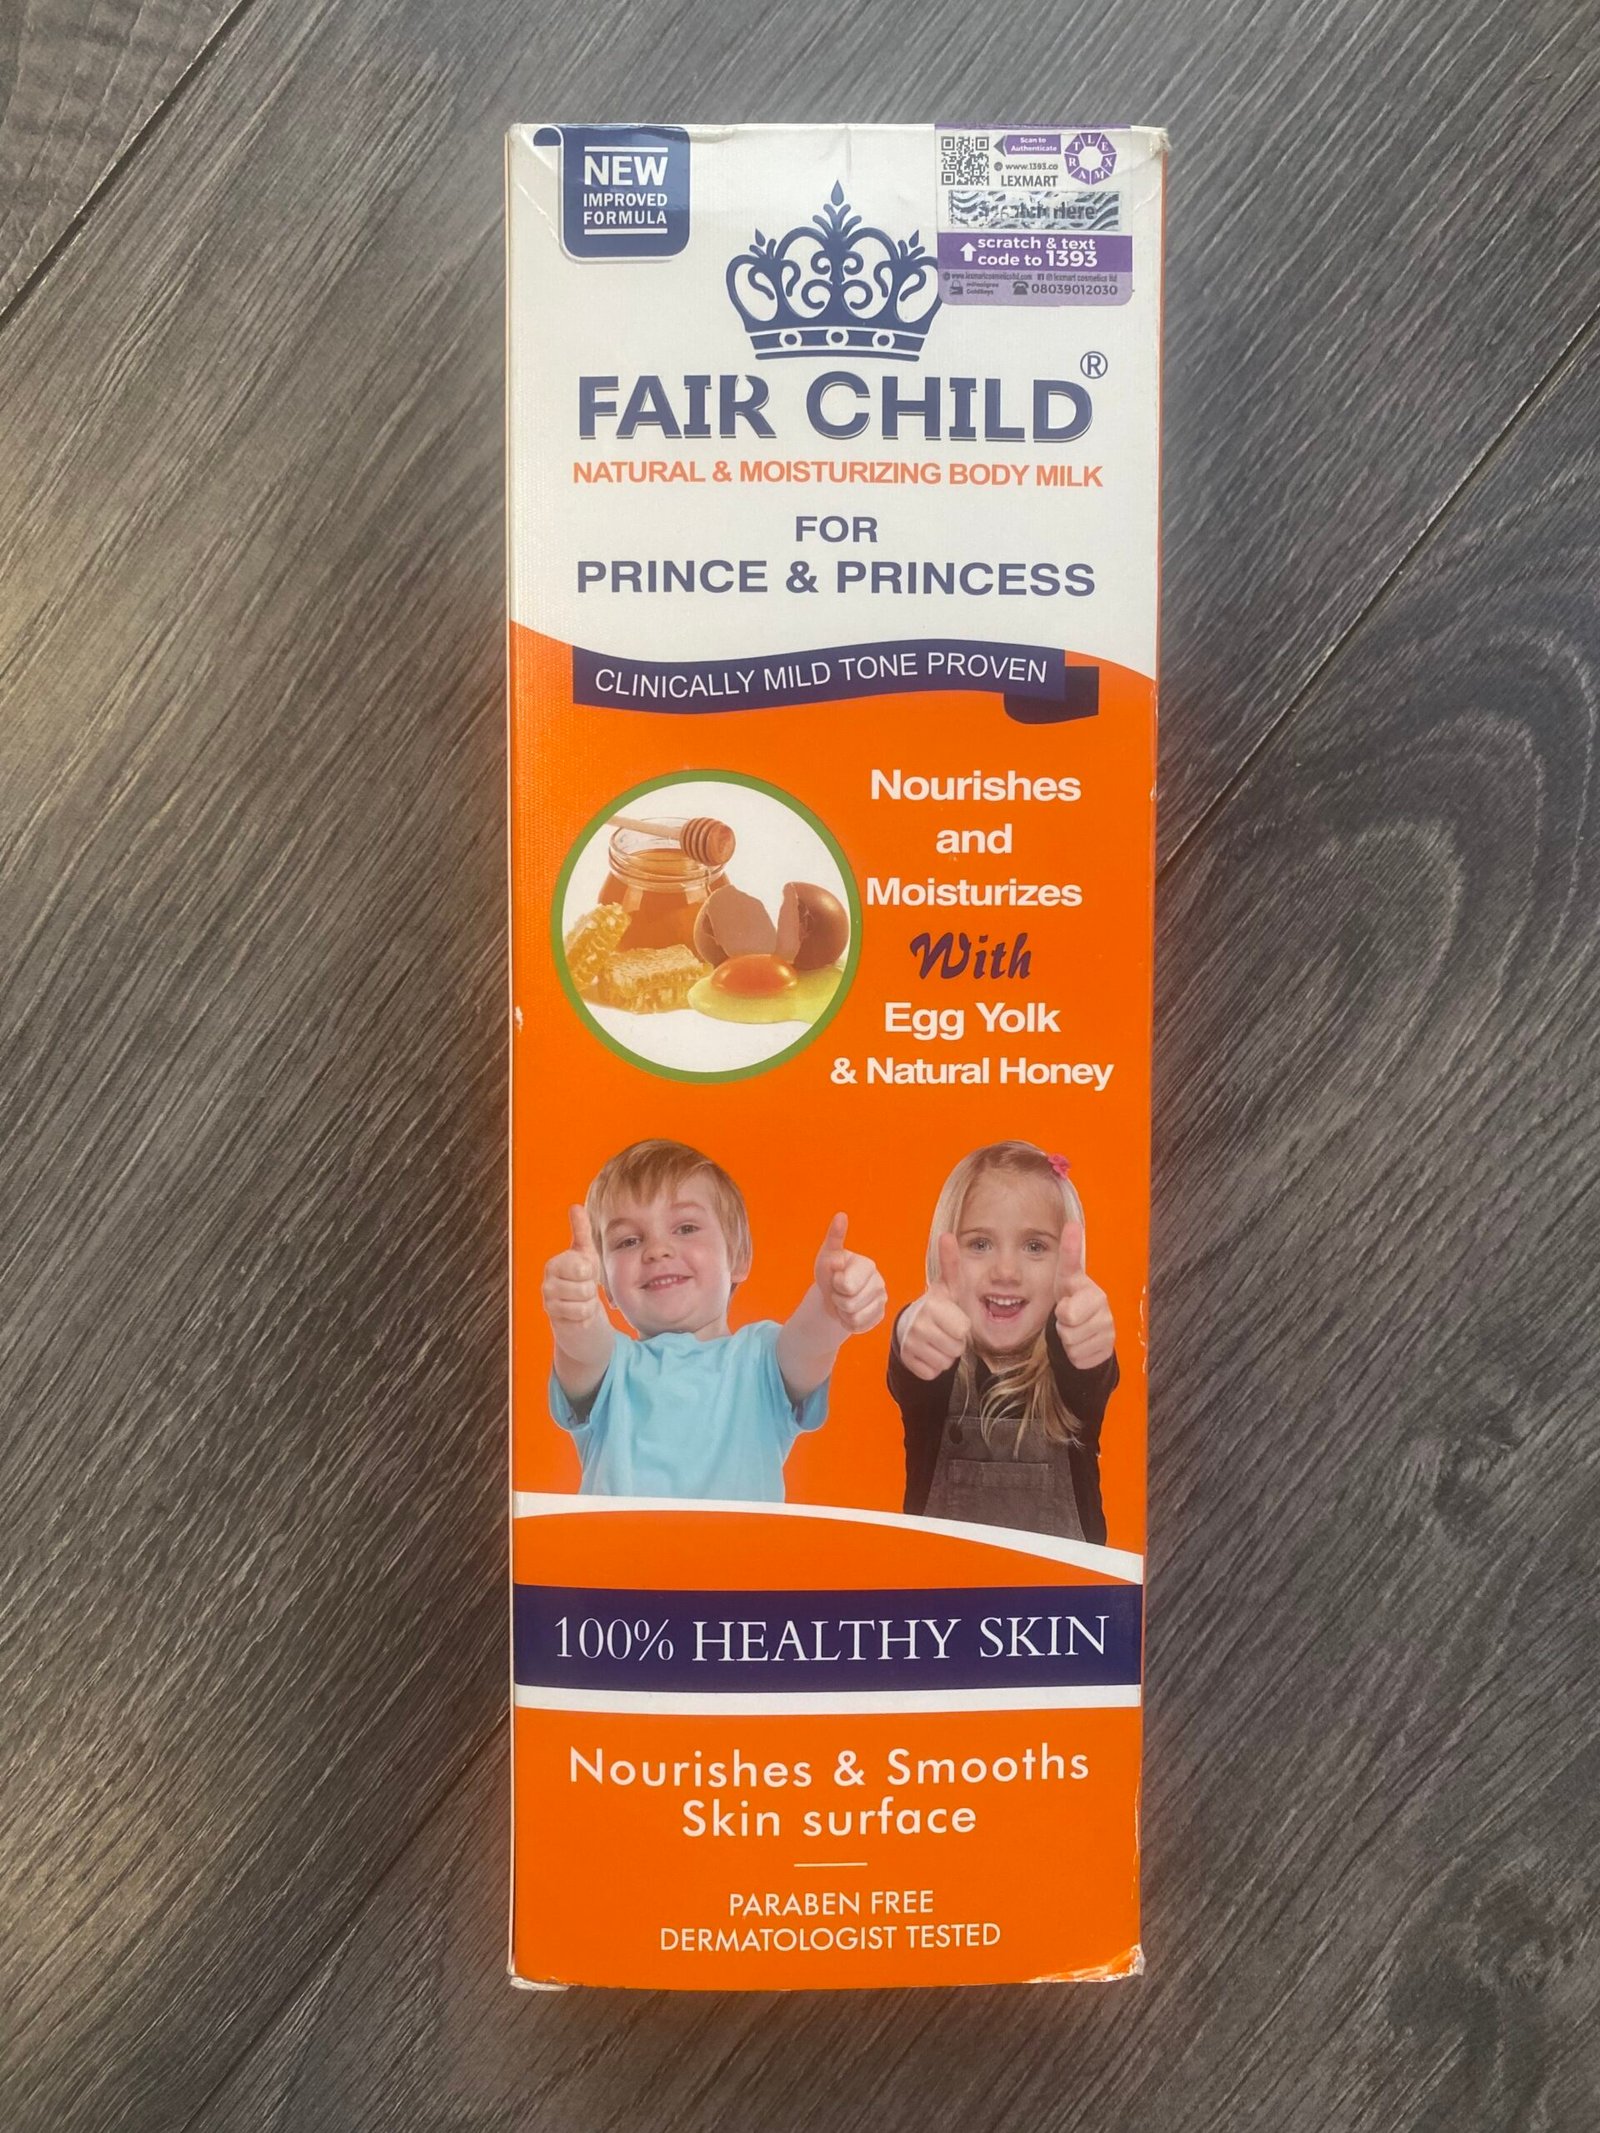 NEW
IMPROVED
FORMULA
Scan to
Authenticate
www.1393.co
LEXMART
LEXMART
scratch & text
code to 1393
08039012030
FAIR CHILD®
NATURAL & MOISTURIZING BODY MILK
FOR
PRINCE & PRINCESS
CLINICALLY MILD TONE PROVEN
Nourishes
and
Moisturizes
With
Egg Yolk
& Natural Honey
100% HEALTHY SKIN
Nourishes & Smooths
Skin surface
PARABEN FREE
DERMATOLOGIST TESTED